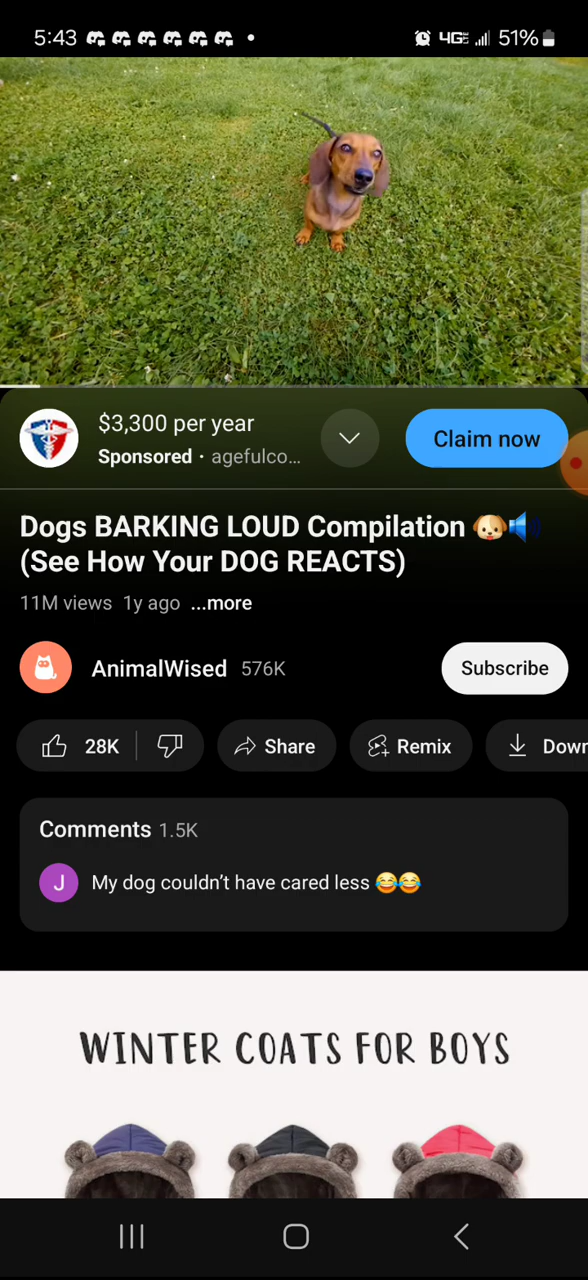 5:43
4G 51%
$3,300 per year
Sponsored · agefulco...
Claim now
Dogs BARKING LOUD Compilation 🐶🔊
(See How Your DOG REACTS)
11M views 1y ago ...more
AnimalWised 576K
Subscribe
28K
Share
Remix
Down
Comments 1.5K
J
My dog couldn't have cared less 😂😂
WINTER COATS FOR BOYS